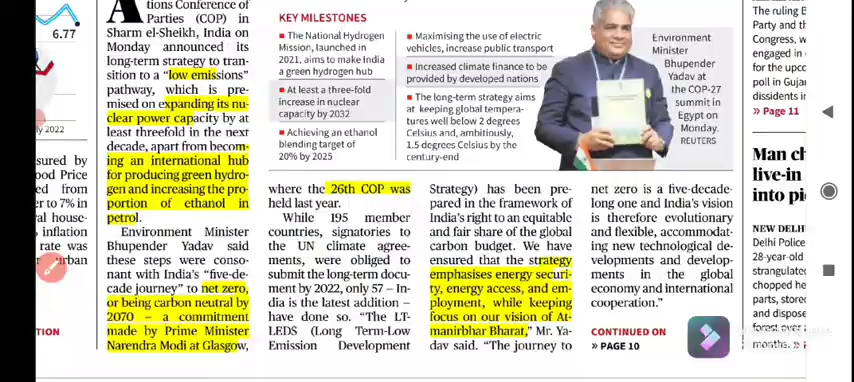 6.77
ly 2022
sured by
ood Price
ed from
er to 7% in
ral house-
inflation
rate was
urban
TION
tions Conference of
A Parties (COP) in
Sharm el-Sheikh, India on
Monday announced its
long-term strategy to tran-
sition to a “low emissions”
pathway, which is pre-
mised on expanding its nu-
clear power capacity by at
least threefold in the next
decade, apart from becom-
ing an international hub
for producing green hydro-
gen and increasing the pro-
portion of ethanol in
petrol.
Environment Minister
Bhupender Yadav said
these steps were conso-
nant with India’s “five-de-
cade journey” to net zero,
or being carbon neutral by
2070 – a commitment
made by Prime Minister
Narendra Modi at Glasgow,
KEY MILESTONES
■ The National Hydrogen
Mission, launched in
2021, aims to make India
a green hydrogen hub
■ At least a three-fold
increase in nuclear
capacity by 2032
■ Achieving an ethanol
blending target of
20% by 2025
■ Maximising the use of electric
vehicles, increase public transport
■ Increased climate finance to be
provided by developed nations
■ The long-term strategy aims
at keeping global tempera-
tures well below 2 degrees
Celsius and, ambitiously,
1.5 degrees Celsius by the
century-end
Environment
Minister
Bhupender
Yadav at
the COP-27
summit in
Egypt on
Monday.
REUTERS
where the 26th COP was
held last year.
While 195 member
countries, signatories to
the UN climate agree-
ments, were obliged to
submit the long-term docu-
ment by 2022, only 57 – In-
dia is the latest addition –
have done so. “The LT-
LEDS (Long Term-Low
Emission Development
Strategy) has been pre-
pared in the framework of
India’s right to an equitable
and fair share of the global
carbon budget. We have
ensured that the strategy
emphasises energy securi-
ty, energy access, and em-
ployment, while keeping
focus on our vision of At-
manirbhar Bharat,” Mr. Ya-
dav said. “The journey to
net zero is a five-decade-
long one and India’s vision
is therefore evolutionary
and flexible, accommodat-
ing new technological de-
velopments and develop-
ments in the global
economy and international
cooperation.”
CONTINUED ON
» PAGE 10
The ruling B
Party and th
Congress, w
engaged in
for the upco
poll in Gujar
dissidents in
» Page 11
Man ch
live-in
into pi
NEW DELH
Delhi Police
28-year-old
strangulated
chopped he
parts, store
and dispose
forest over
months.